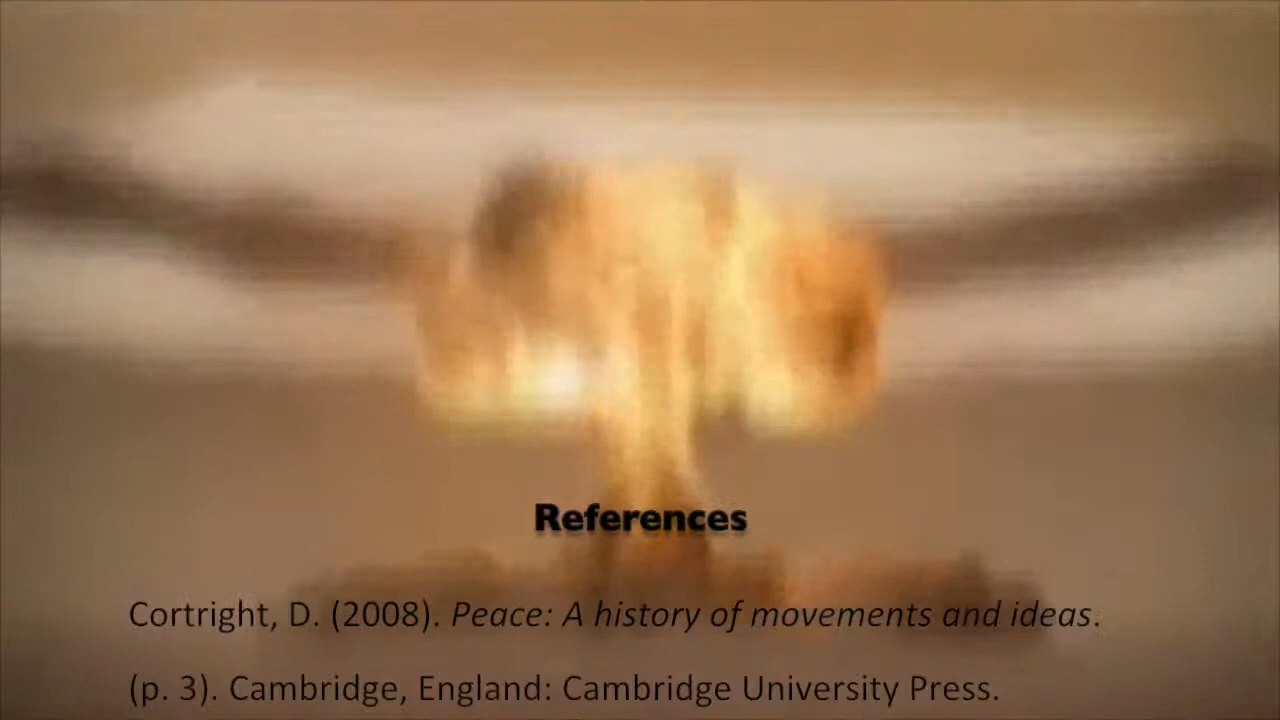 References
Cortright, D. (2008). Peace: A history of movements and ideas.
(p. 3). Cambridge, England: Cambridge University Press.